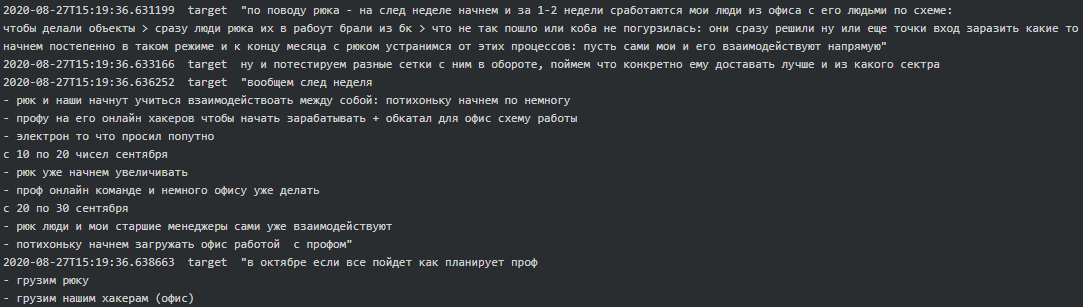 2020-08-27T15:19:36.631199 target "по поводу рюка - на след неделе начнем и за 1-2 недели сработаются мои люди из офиса с его людьми по схеме:
чтобы делали объекты > сразу люди рюка их в рабоут брали из бк > что не так пошло или коба не погурзилась: они сразу решили ну или еще точки вход заразить какие то
начнем постепенно в таком режиме и к концу месяца с рюком устранимся от этих процессов: пусть сами мои и его взаимодействуют напрямую"
2020-08-27T15:19:36.633166 target ну и потестируем разные сетки с ним в обороте, поймем что конкретно ему доставать лучше и из какого сектра
2020-08-27T15:19:36.636252 target "вообщем след неделя
- рюк и наши начнут учиться взаимодействоать между собой: потихоньку начнем по немногу
- профу на его онлайн хакеров чтобы начать зарабатывать + обкатал для офис схему работы
- электрон то что просил попутно
с 10 по 20 чисел сентября
- рюк уже начнем увеличивать
- проф онлайн команде и немного офису уже делать
с 20 по 30 сентября
- рюк люди и мои старшие менеджеры сами уже взаимодействуют
- потихоньку начнем загружать офис работой с профом"
2020-08-27T15:19:36.638663 target "в октябре если все пойдет как планирует проф
- грузим рюку
- грузим нашим хакерам (офис)